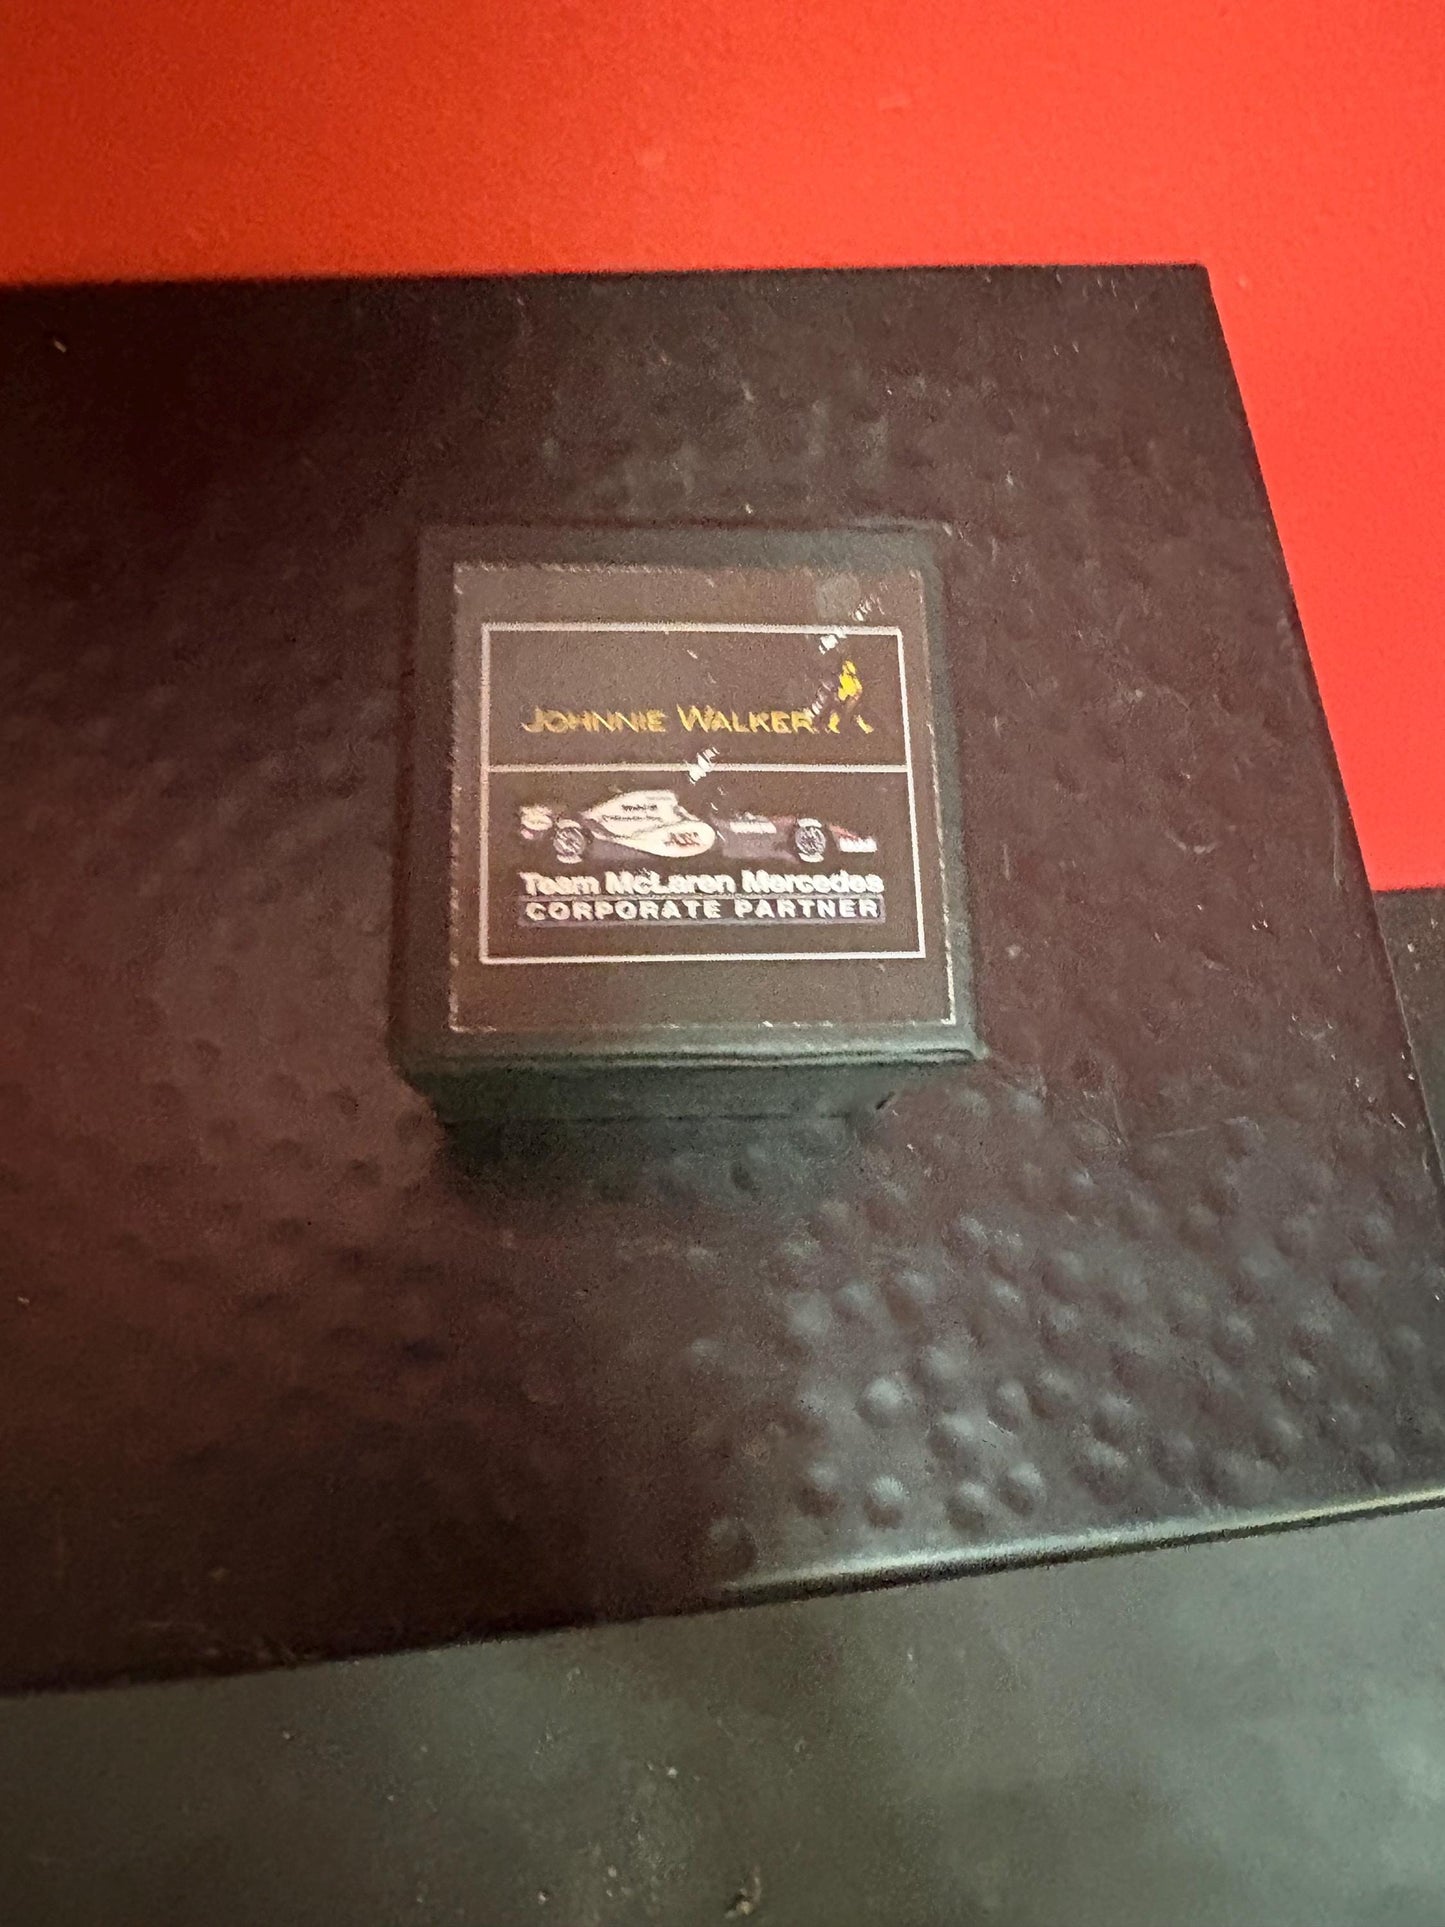 JOHNNIE WALKER
Team McLaren Mercedes
CORPORATE PARTNER